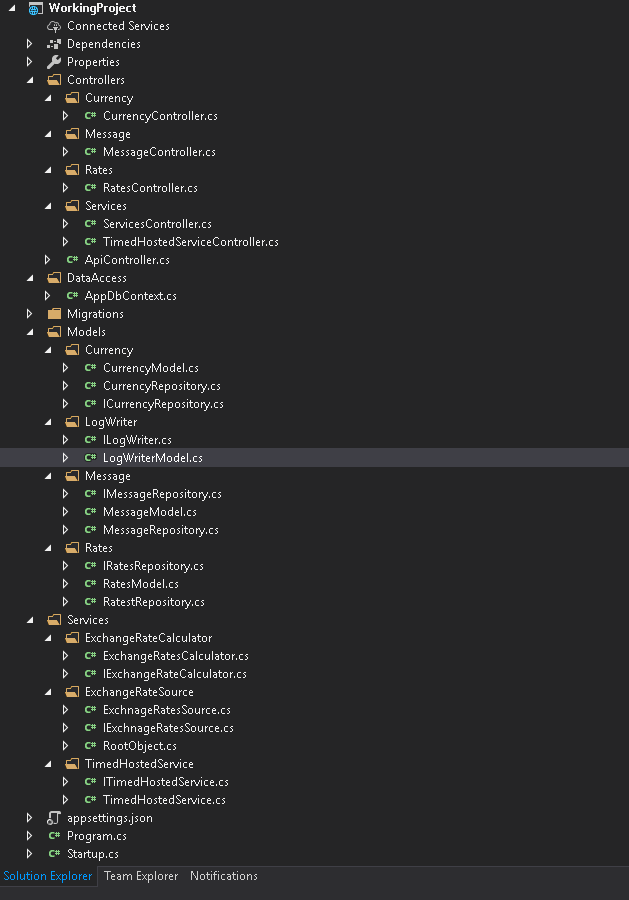 WorkingProject
Connected Services
Dependencies
Properties
Controllers
Currency
C# CurrencyController.cs
Message
C# MessageController.cs
Rates
C# RatesController.cs
Services
C# ServicesController.cs
C# TimedHostedServiceController.cs
C# ApiController.cs
DataAccess
C# AppDbContext.cs
Migrations
Models
Currency
C# CurrencyModel.cs
C# CurrencyRepository.cs
C# ICurrencyRepository.cs
LogWriter
C# ILogWriter.cs
C# LogWriterModel.cs
Message
C# IMessageRepository.cs
C# MessageModel.cs
C# MessageRepository.cs
Rates
C# IRatesRepository.cs
C# RatesModel.cs
C# RatestRepository.cs
Services
ExchangeRateCalculator
C# ExchangeRatesCalculator.cs
C# IExchangeRateCalculator.cs
ExchangeRateSource
C# ExchnageRatesSource.cs
C# IExchnageRatesSource.cs
C# RootObject.cs
TimedHostedService
C# ITimedHostedService.cs
C# TimedHostedService.cs
appsettings.json
C# Program.cs
C# Startup.cs
Solution Explorer Team Explorer Notifications